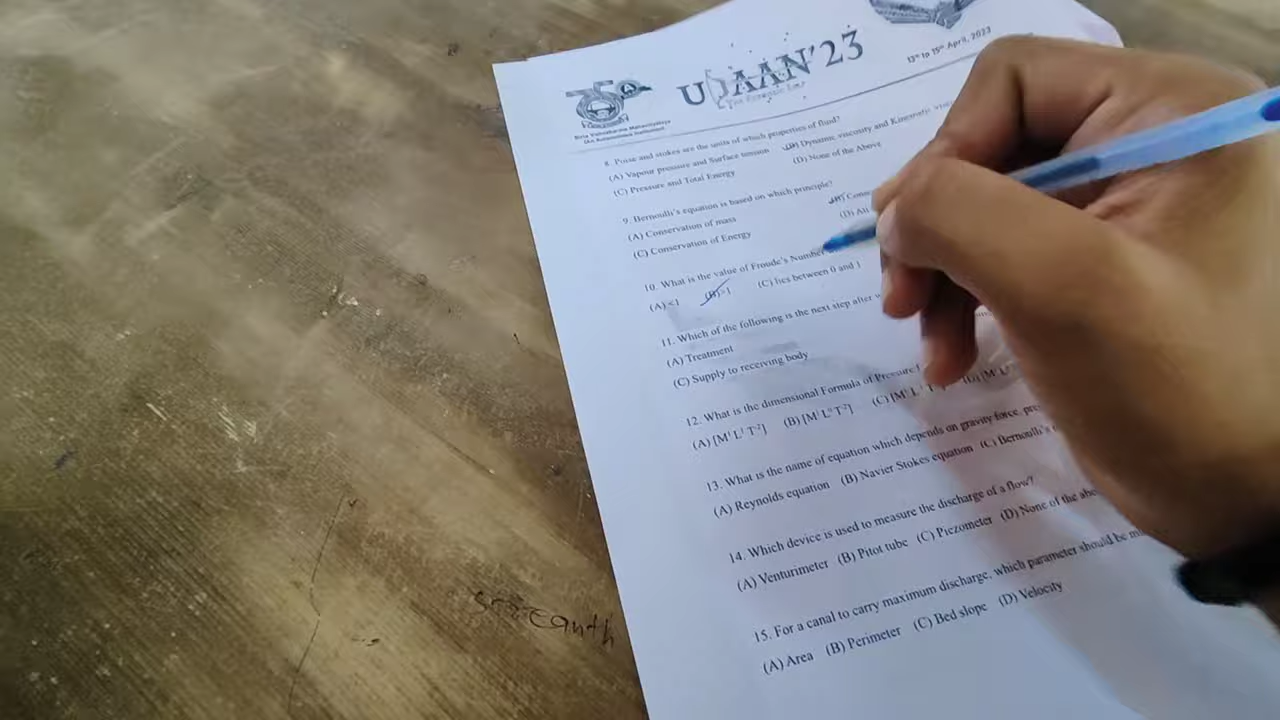 UDAAN'23
13th to 15th April, 2023
Birla Vishvakarma Mahavidyalaya
(An Autonomous Institution)
8. Poise and stokes are the units of which properties of fluid?
(A) Vapour pressure and Surface tension (B) Dynamic viscosity and Kinematic
(C) Pressure and Total Energy (D) None of the Above
9. Bernoulli's equation is based on which principle?
(A) Conservation of mass
(C) Conservation of Energy (D) All
10. What is the value of Froude's Number
(A) <1 (B) >1 (C) lies between 0 and 1
11. Which of the following is the next step after
(A) Treatment
(C) Supply to receiving body
12. What is the dimensional Formula of Pressure
(A) [M¹ L¹ T⁻²] (B) [M¹ L⁰ T⁻²]
13. What is the name of equation which depends on gravity force,
(A) Reynolds equation (B) Navier Stokes equation (C) Bernoulli's
14. Which device is used to measure the discharge of a flow?
(A) Venturimeter (B) Pitot tube (C) Piezometer (D) None of the
15. For a canal to carry maximum discharge, which parameter should be
(A) Area (B) Perimeter (C) Bed slope (D) Velocity